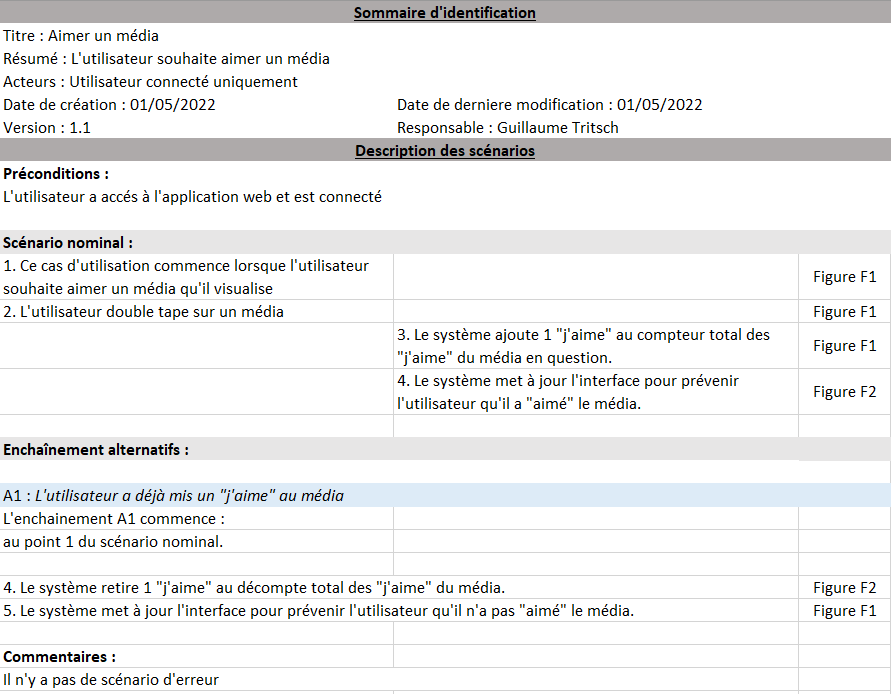 Sommaire d'identification
Titre : Aimer un média
Résumé : L'utilisateur souhaite aimer un média
Acteurs : Utilisateur connecté uniquement
Date de création : 01/05/2022 Date de derniere modification : 01/05/2022
Version : 1.1 Responsable : Guillaume Tritsch
Description des scénarios
Préconditions :
L'utilisateur a accés à l'application web et est connecté
Scénario nominal :
1. Ce cas d'utilisation commence lorsque l'utilisateur
souhaite aimer un média qu'il visualise
Figure F1
2. L'utilisateur double tape sur un média Figure F1
3. Le système ajoute 1 "j'aime" au compteur total des
"j'aime" du média en question.
Figure F1
4. Le système met à jour l'interface pour prévenir
l'utilisateur qu'il a "aimé" le média.
Figure F2
Enchaînement alternatifs :
A1 : L'utilisateur a déjà mis un "j'aime" au média
L'enchainement A1 commence :
au point 1 du scénario nominal.
4. Le système retire 1 "j'aime" au décompte total des "j'aime" du média. Figure F2
5. Le système met à jour l'interface pour prévenir l'utilisateur qu'il n'a pas "aimé" le média. Figure F1
Commentaires :
Il n'y a pas de scénario d'erreur